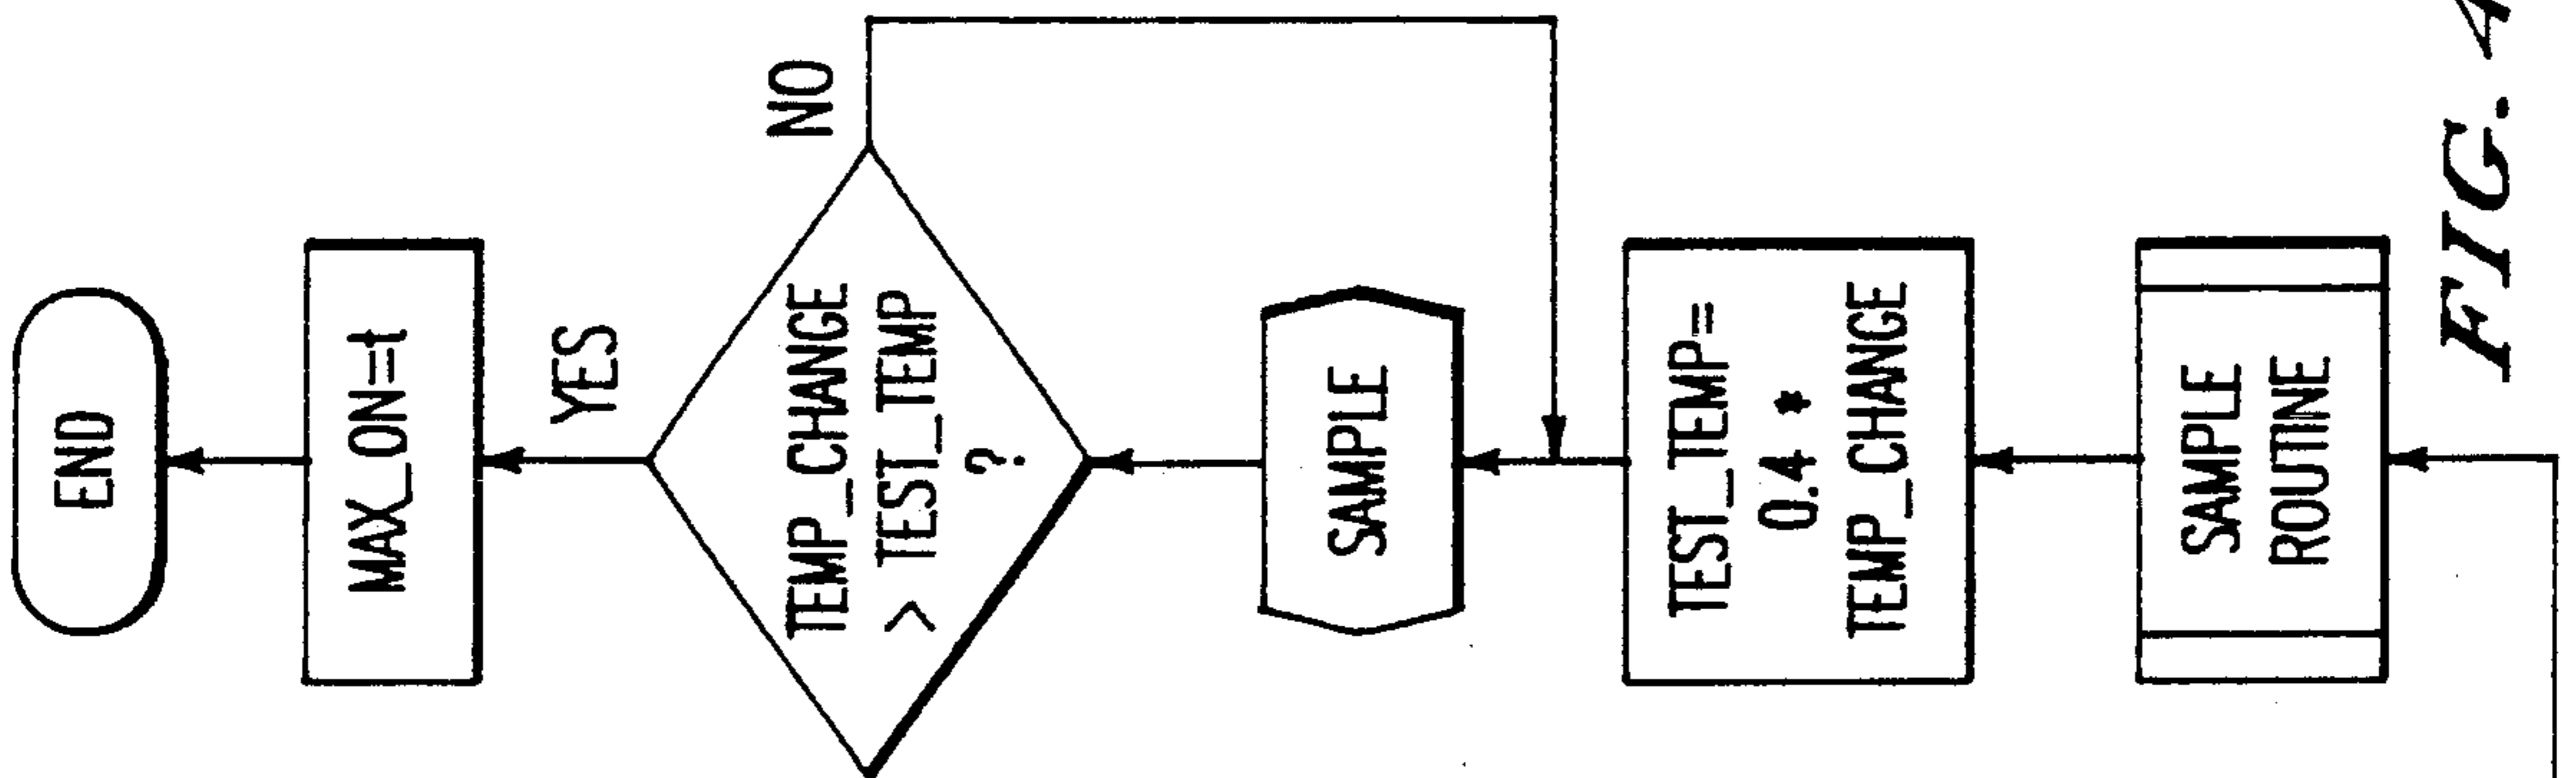 END
MAX_ON=t
YES
NO
TEMP_CHANGE
> TEST_TEMP
?
SAMPLE
TEST_TEMP=
0.4 *
TEMP_CHANGE
SAMPLE
ROUTINE
FIG. 4